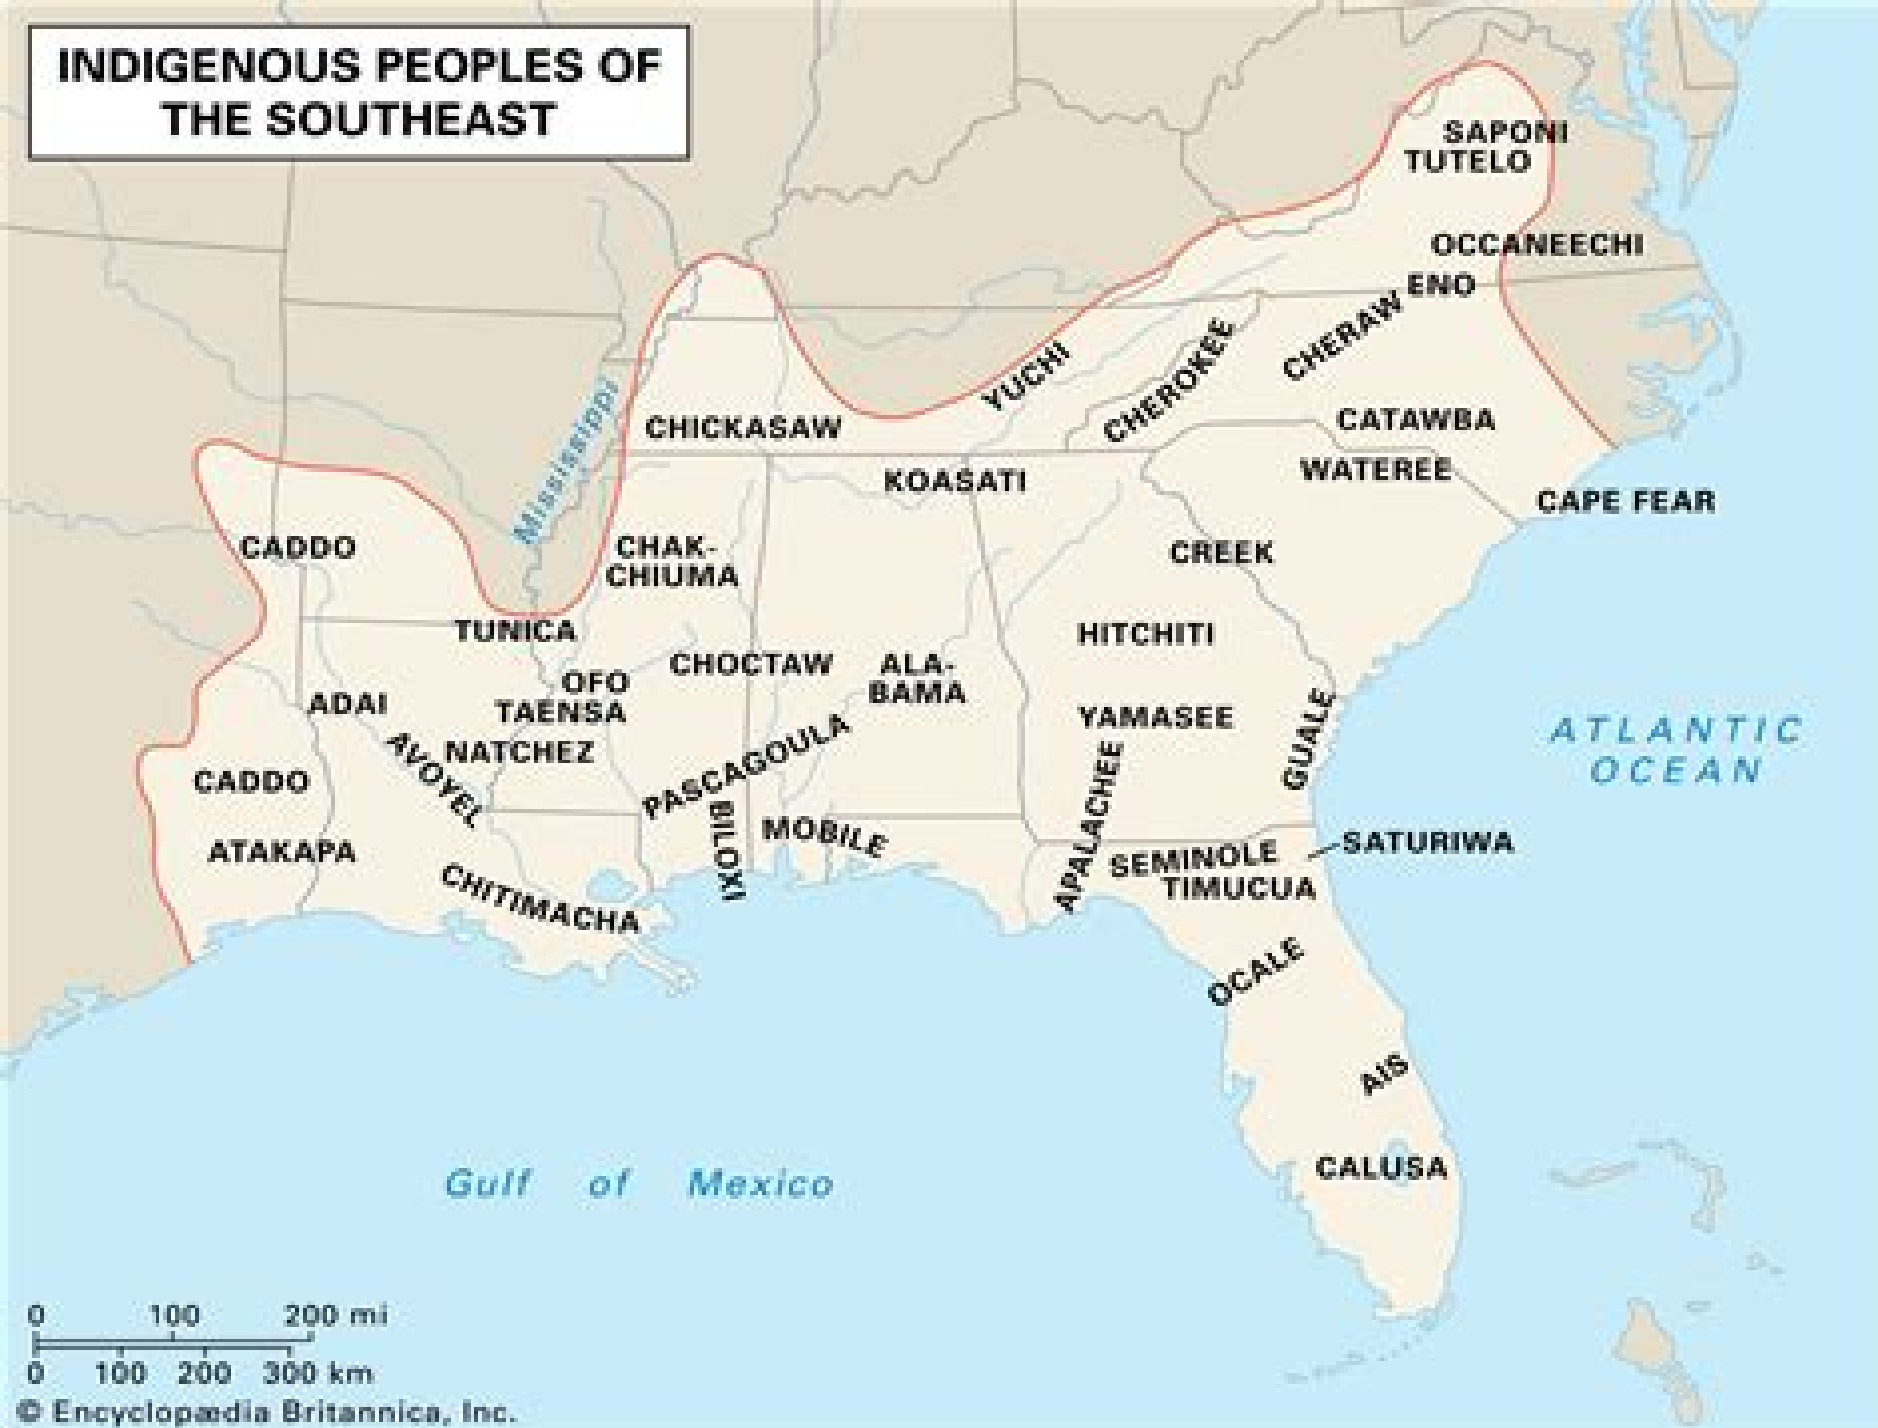 INDIGENOUS PEOPLES OF
THE SOUTHEAST
SAPONI
TUTELO
OCCANEECHI
ENO
CHERAW
CHEROKEE
YUCHI
Mississippi
CHICKASAW
CATAWBA
WATEREE
KOASATI
CAPE FEAR
CADDO
CHAK-
CHIUMA
CREEK
TUNICA
HITCHITI
CHOCTAW
ALA-
BAMA
OFO
TAENSA
ADAI
AVOYEL
NATCHEZ
YAMASEE
GUALE
ATLANTIC
OCEAN
PASCAGOULA
APALACHEE
CADDO
BILOXI
MOBILE
ATAKAPA
SATURIWA
SEMINOLE
TIMUCUA
CHITIMACHA
OCALE
AIS
CALUSA
Gulf of Mexico
0 100 200 mi
0 100 200 300 km
© Encyclopædia Britannica, Inc.